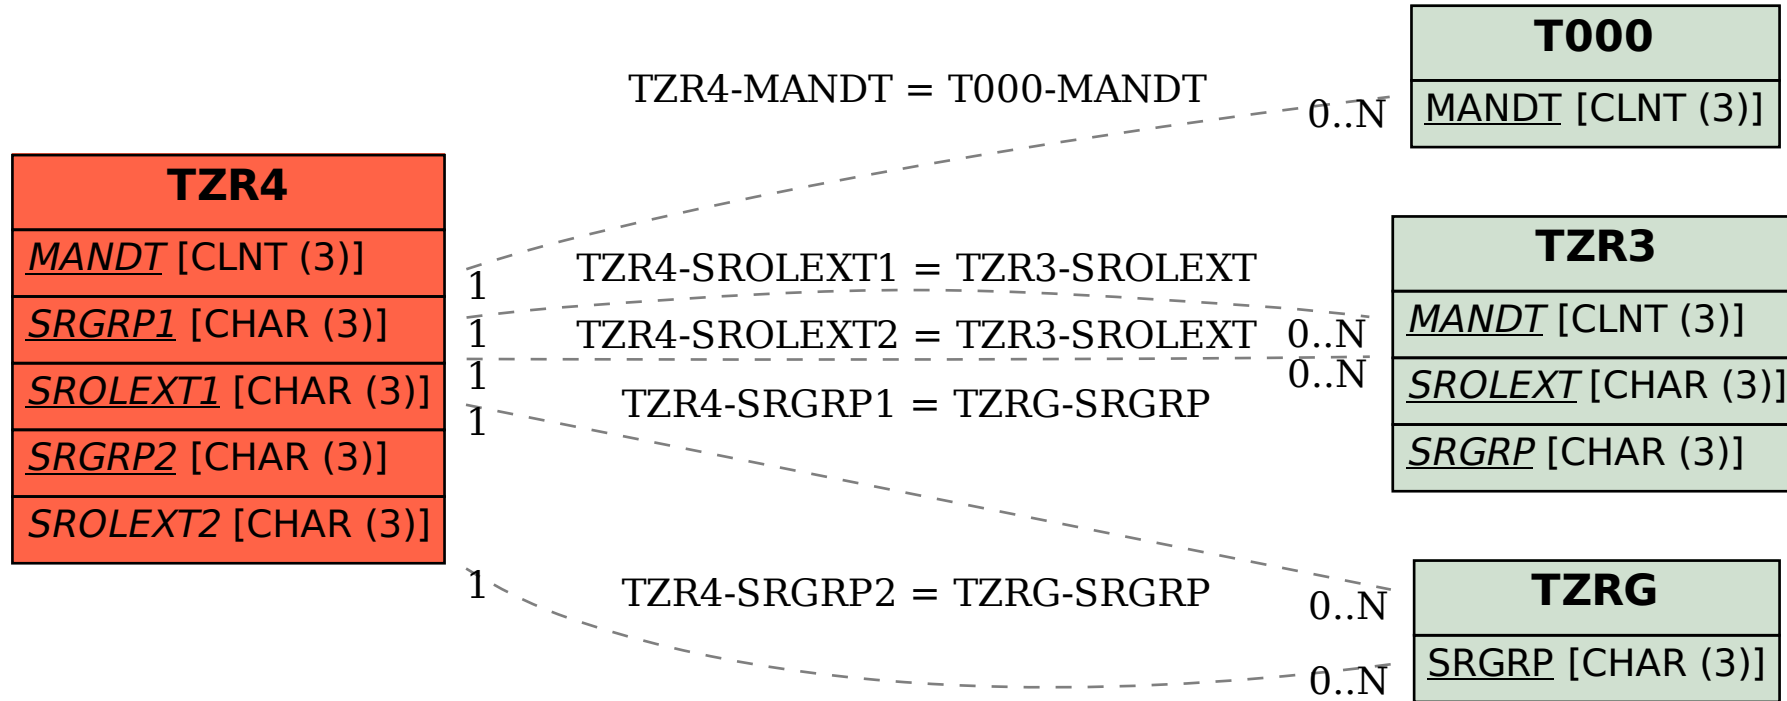 TZR4
MANDT [CLNT (3)]
SRGRP1 [CHAR (3)]
SROLEXT1 [CHAR (3)]
SRGRP2 [CHAR (3)]
SROLEXT2 [CHAR (3)]
TZR4-MANDT = T000-MANDT
1
0..N
TZR4-SROLEXT1 = TZR3-SROLEXT
1
0..N
TZR4-SROLEXT2 = TZR3-SROLEXT
1
0..N
TZR4-SRGRP1 = TZRG-SRGRP
1
0..N
TZR4-SRGRP2 = TZRG-SRGRP
1
0..N
T000
MANDT [CLNT (3)]
TZR3
MANDT [CLNT (3)]
SROLEXT [CHAR (3)]
SRGRP [CHAR (3)]
TZRG
SRGRP [CHAR (3)]